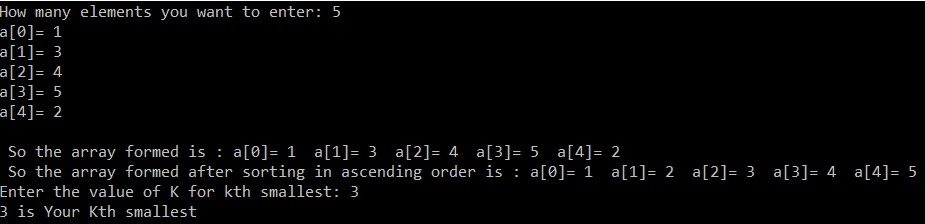 How many elements you want to enter: 5
a[0]= 1
a[1]= 3
a[2]= 4
a[3]= 5
a[4]= 2
So the array formed is : a[0]= 1  a[1]= 3  a[2]= 4  a[3]= 5  a[4]= 2
So the array formed after sorting in ascending order is : a[0]= 1  a[1]= 2  a[2]= 3  a[3]= 4  a[4]= 5
Enter the value of K for kth smallest: 3
3 is Your Kth smallest